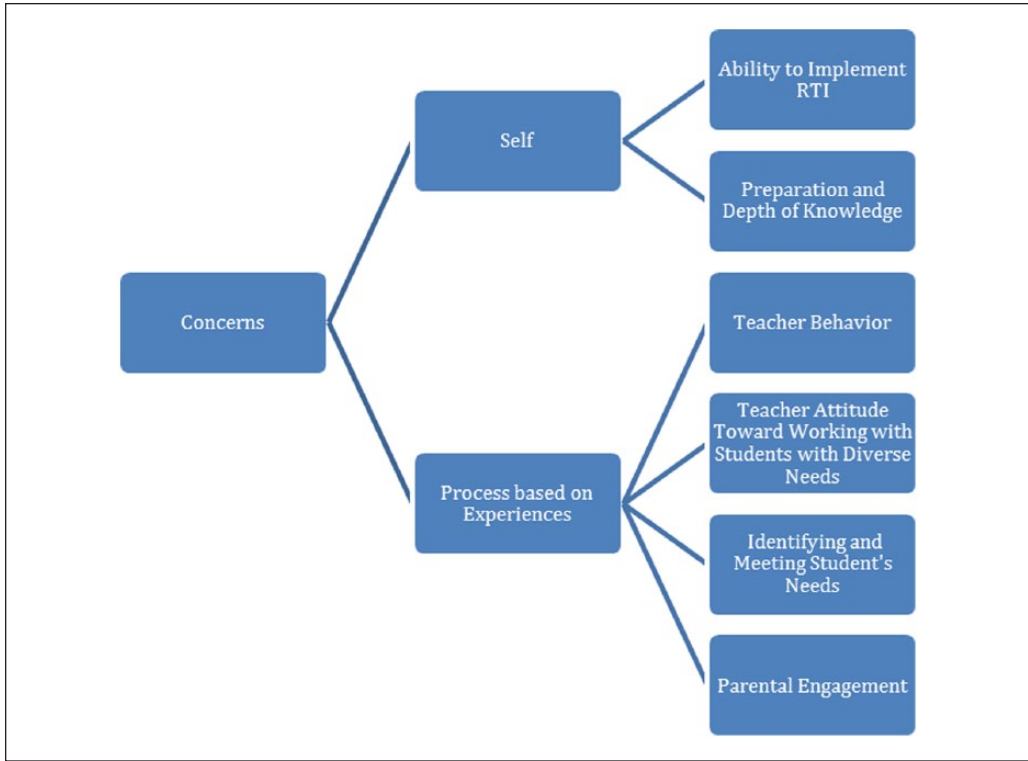 Concerns
Self
Process based on
Experiences
Ability to Implement
RTI
Preparation and
Depth of Knowledge
Teacher Behavior
Teacher Attitude
Toward Working with
Students with Diverse
Needs
Identifying and
Meeting Student's
Needs
Parental Engagement